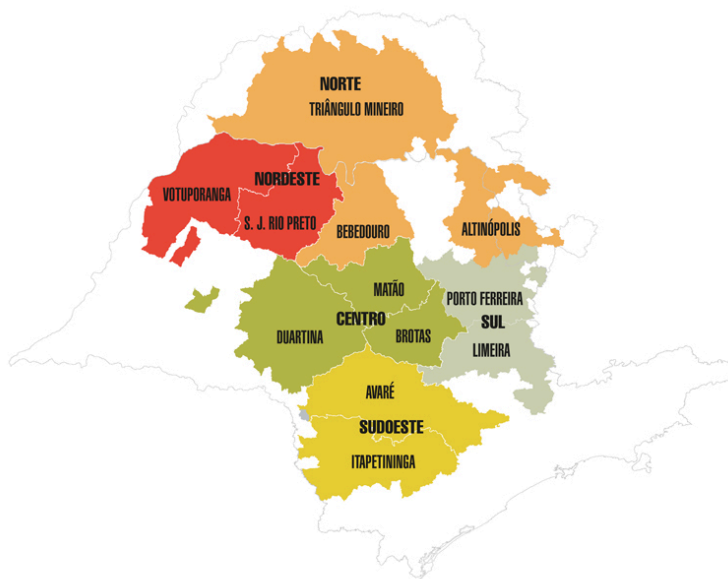 NORTE
TRIÂNGULO MINEIRO
NORDESTE
VOTUPORANGA
S. J. RIO PRETO
BEBEDOURO
ALTINÓPOLIS
MATÃO
PORTO FERREIRA
CENTRO
SUL
DUARTINA
BROTAS
LIMEIRA
AVARÉ
SUDOESTE
ITAPETININGA